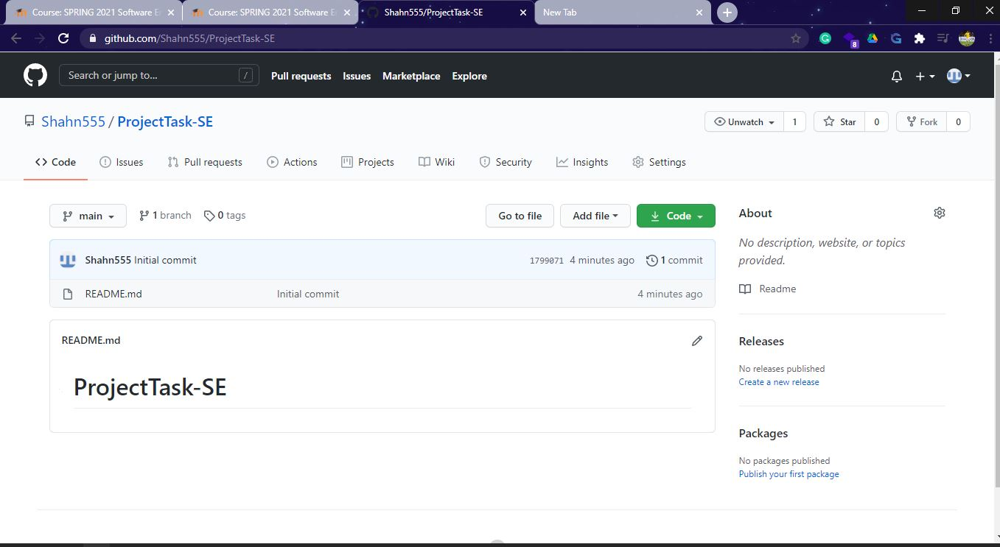 Course: SPRING 2021 Software E
Course: SPRING 2021 Software E
Shahn555/ProjectTask-SE
New Tab
github.com/Shahn555/ProjectTask-SE
8
Search or jump to...
/
Pull requests
Issues
Marketplace
Explore
Shahn555 / ProjectTask-SE
Unwatch 1
Star 0
Fork 0
Code
Issues
Pull requests
Actions
Projects
Wiki
Security
Insights
Settings
main
1 branch
0 tags
Go to file
Add file
Code
Shahn555 Initial commit
1799071 4 minutes ago
1 commit
README.md
Initial commit
4 minutes ago
README.md
ProjectTask-SE
About
No description, website, or topics
provided.
Readme
Releases
No releases published
Create a new release
Packages
No packages published
Publish your first package